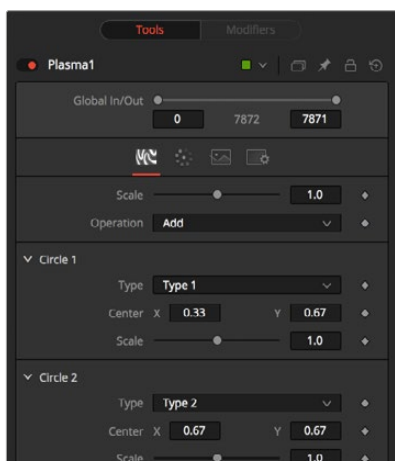 Tools Modifiers
Plasma1
Global In/Out
0 7872 7871
Scale 1.0
Operation Add
Circle 1
Type Type 1
Center X 0.33 Y 0.67
Scale 1.0
Circle 2
Type Type 2
Center X 0.67 Y 0.67
Scale 1.0